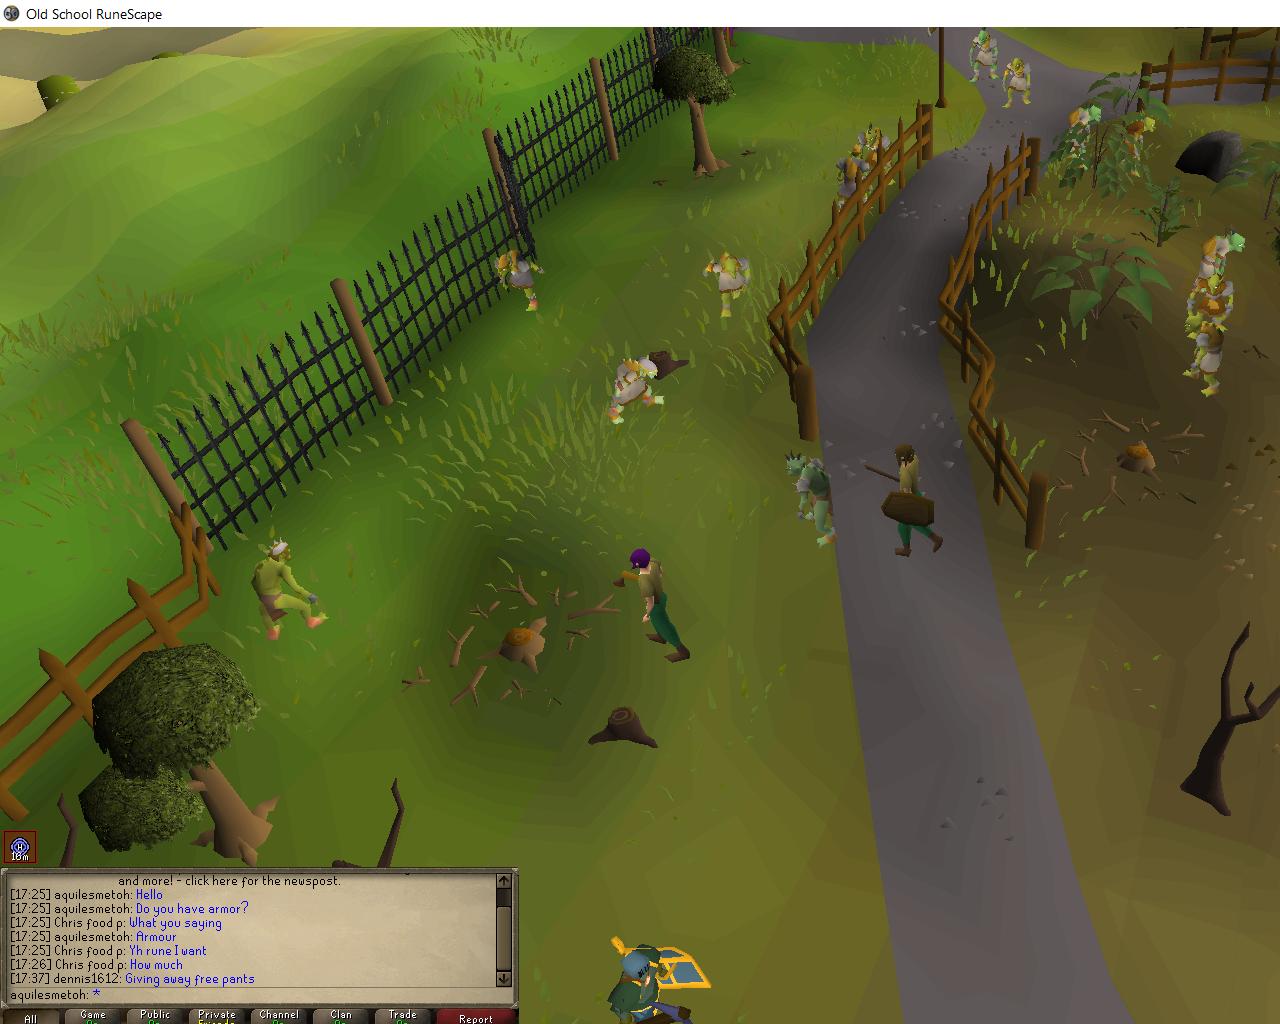 Old School RuneScape
16m
and more! - click here for the newspost.
[17:25] aquilesmetoh: Hello
[17:25] aquilesmetoh: Do you have armor?
[17:25] Chris food p: What you saying
[17:25] aquilesmetoh: Armour
[17:25] Chris food p: Yh rune I want
[17:26] Chris food p: How much
[17:37] dennis1612: Giving away free pants
aquilesmetoh: *
All Game Public Private Channel Clan Trade Report